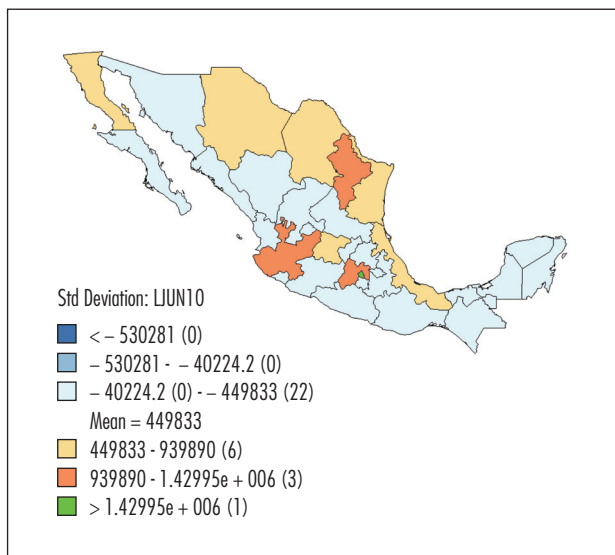 Std Deviation: LJUN10
< – 530281 (0)
– 530281 - – 40224.2 (0)
– 40224.2 (0) - – 449833 (22)
Mean = 449833
449833 - 939890 (6)
939890 - 1.42995e + 006 (3)
> 1.42995e + 006 (1)